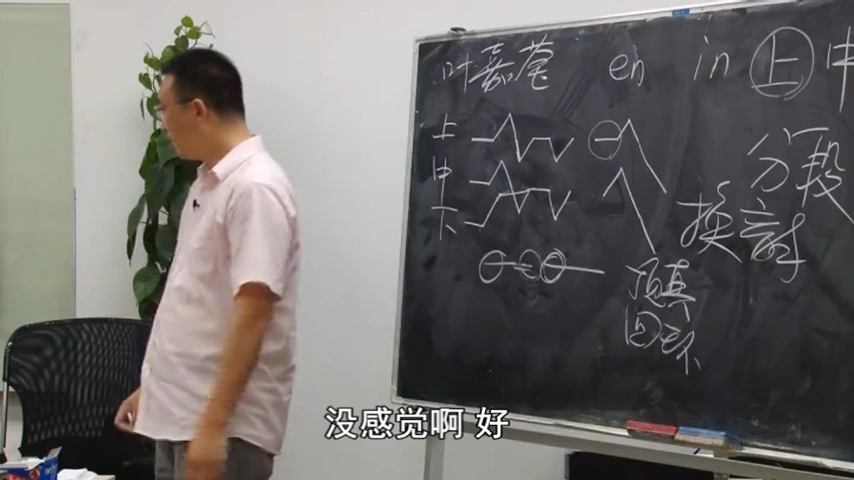 叶嘉莹 en in 上 中
上
中
下
分段
换韵
顶真
回环
没感觉啊 好